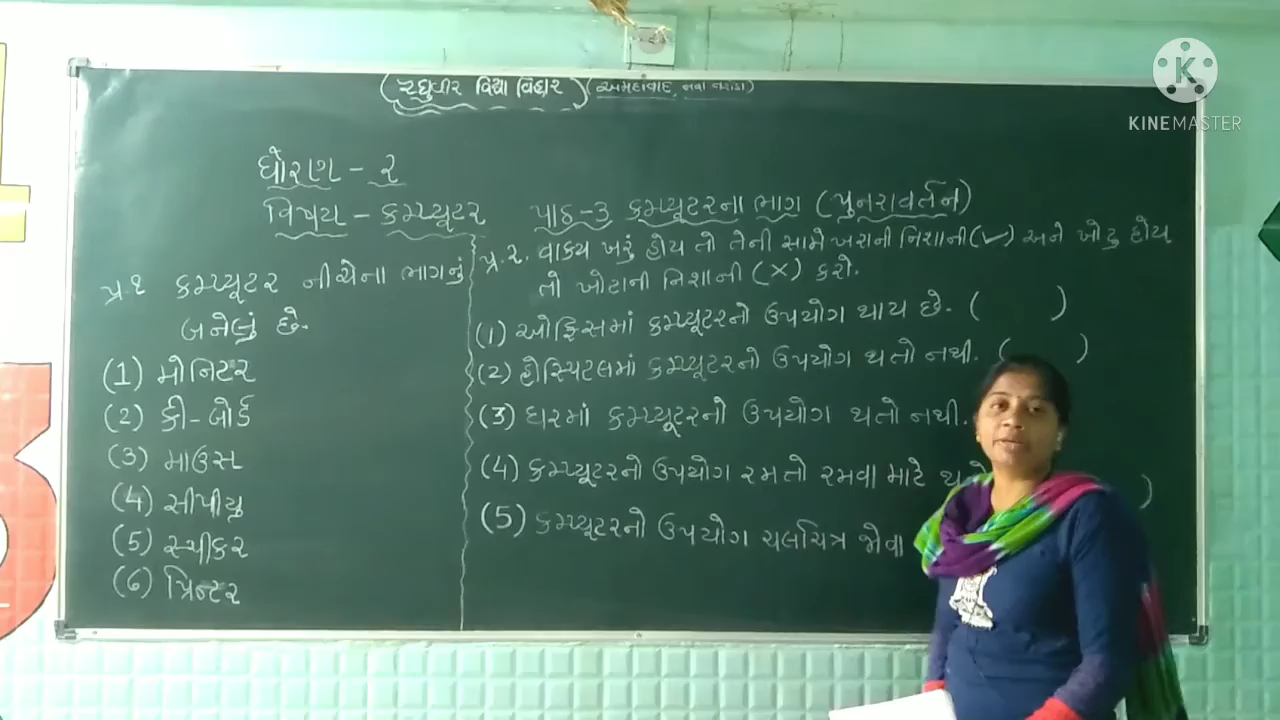 (રઘુવીર વિદ્યા વિહાર) (અમદાવાદ, નવા નરોડા)
KINEMASTER
ધોરણ - ૨
વિષય - કમ્પ્યૂટર
પાઠ-૩ કમ્પ્યૂટરના ભાગ (પુનરાવર્તન)
પ્ર.૧ કમ્પ્યૂટર નીચેના ભાગનું
બનેલું છે.
(1) મોનિટર
(2) કી-બોર્ડ
(3) માઉસ
(4) સીપીયુ
(5) સ્પીકર
(6) પ્રિન્ટર
પ્ર.૨. વાક્ય ખરું હોય તો તેની સામે ખરાની નિશાની(✓) અને ખોટુ હોય
તો ખોટાની નિશાની (×) કરો.
(1) ઓફિસમાં કમ્પ્યૂટરનો ઉપયોગ થાય છે. ( )
(2) હોસ્પિટલમાં કમ્પ્યૂટરનો ઉપયોગ થતો નથી. ( )
(3) ઘરમાં કમ્પ્યૂટરનો ઉપયોગ થતો નથી.
(4) કમ્પ્યૂટરનો ઉપયોગ રમતો રમવા માટે )
(5) કમ્પ્યૂટરનો ઉપયોગ ચલચિત્ર જોવા